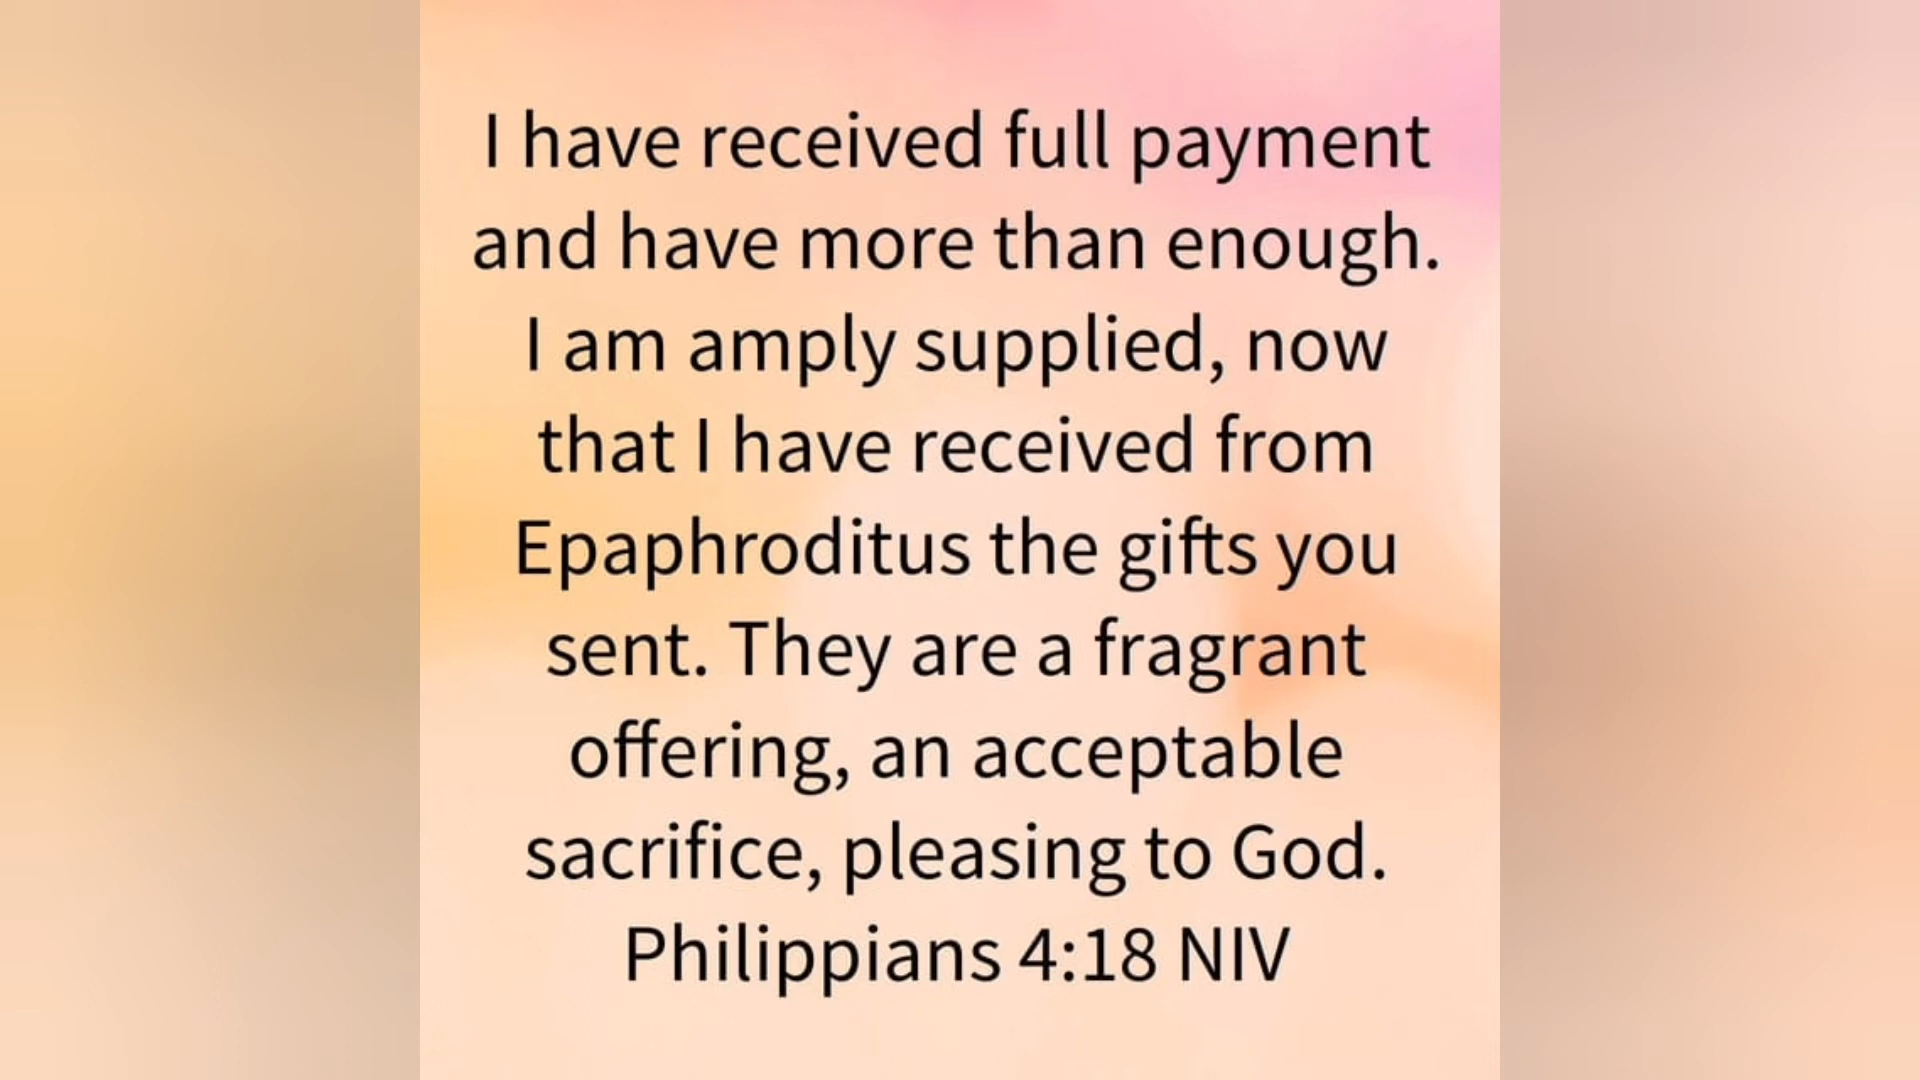 I have received full payment
and have more than enough.
I am amply supplied, now
that I have received from
Epaphroditus the gifts you
sent. They are a fragrant
offering, an acceptable
sacrifice, pleasing to God.
Philippians 4:18 NIV